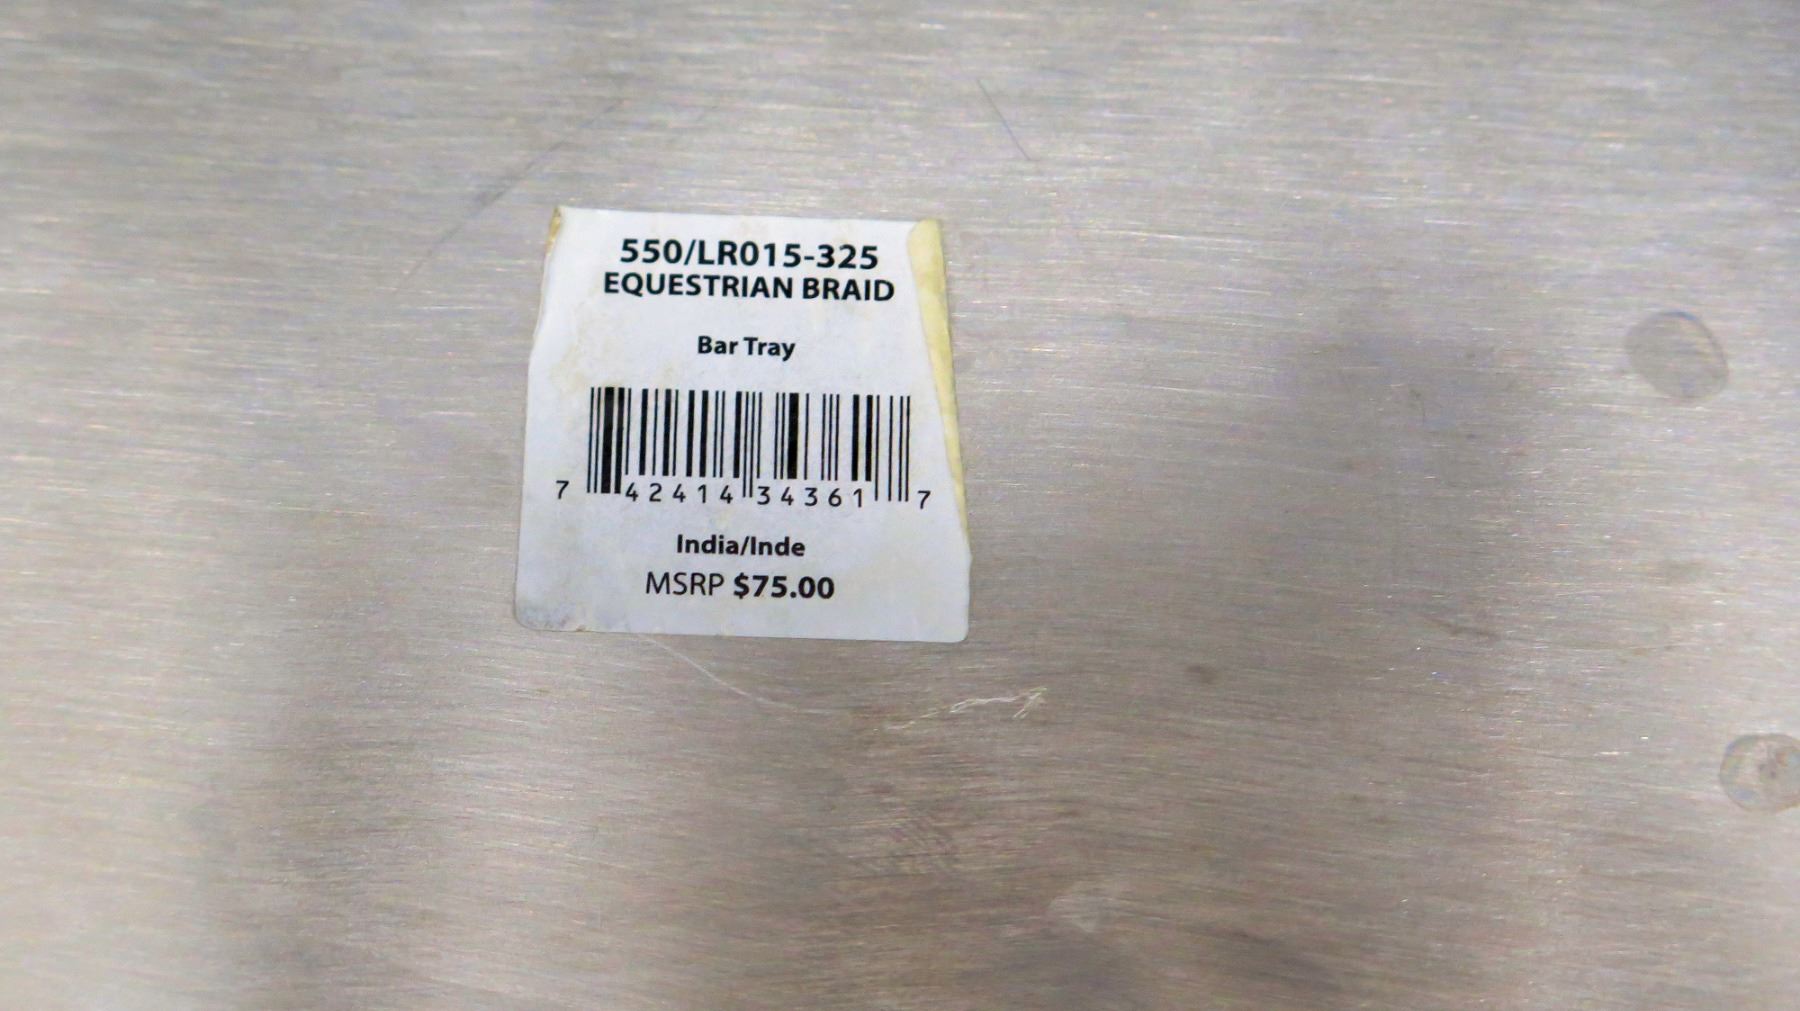 550/LR015-325
EQUESTRIAN BRAID
Bar Tray
7 42414 34361 7
India/Inde
MSRP $75.00